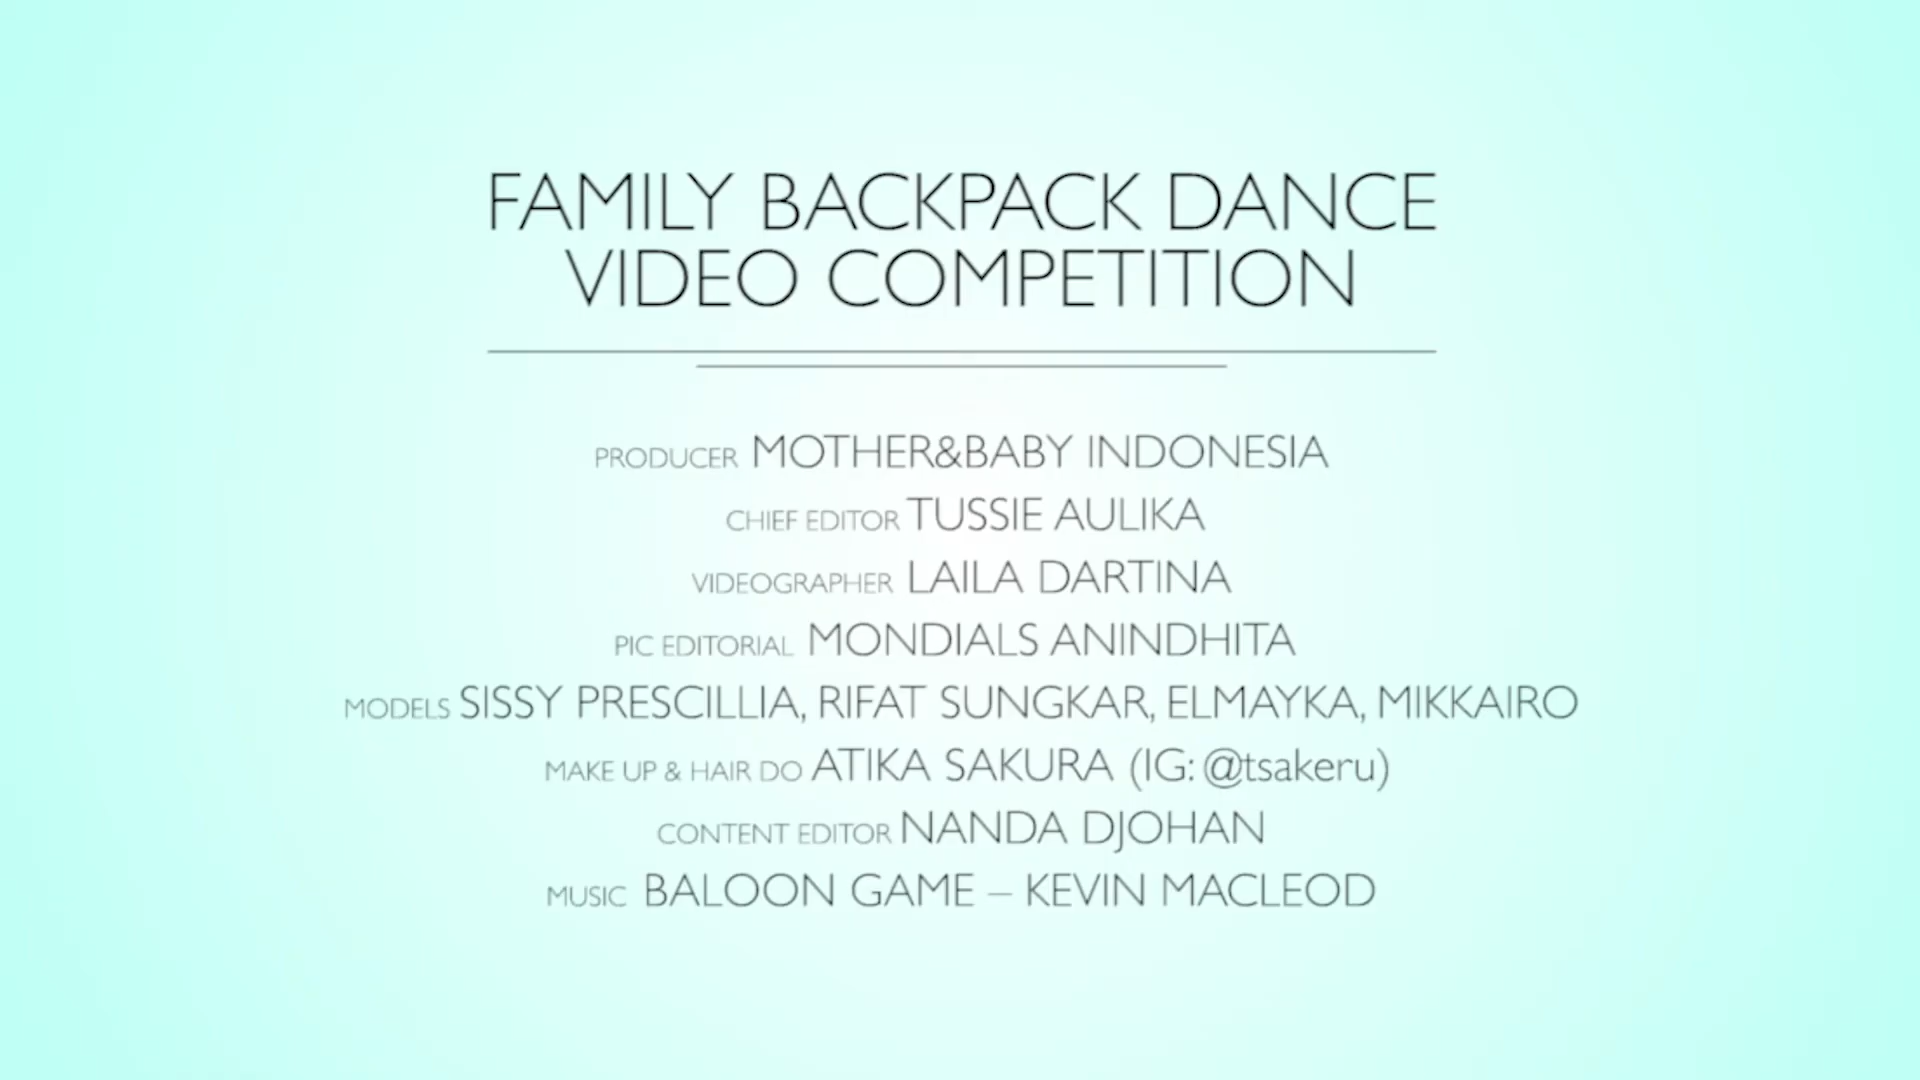 FAMILY BACKPACK DANCE
VIDEO COMPETITION
PRODUCER MOTHER&BABY INDONESIA
CHIEF EDITOR TUSSIE AULIKA
VIDEOGRAPHER LAILA DARTINA
PIC EDITORIAL MONDIALS ANINDHITA
MODELS SISSY PRESCILLIA, RIFAT SUNGKAR, ELMAYKA, MIKKAIRO
MAKE UP & HAIR DO ATIKA SAKURA (IG: @tsakeru)
CONTENT EDITOR NANDA DJOHAN
MUSIC BALOON GAME – KEVIN MACLEOD